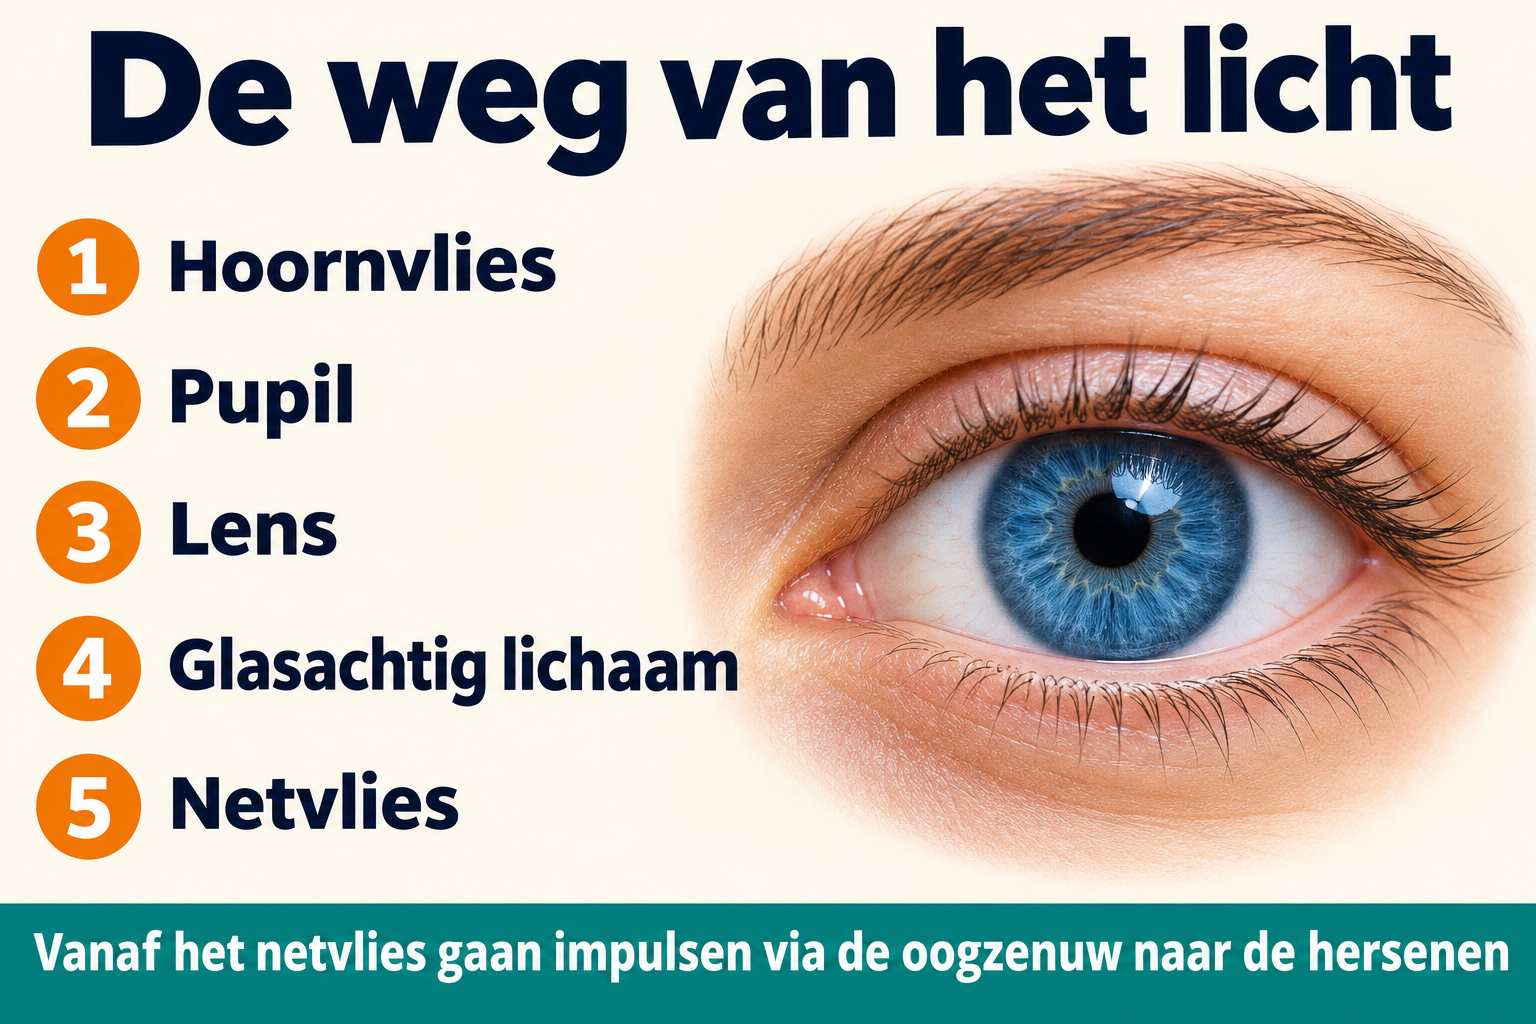 De weg van het licht
1 Hoornvlies
2 Pupil
3 Lens
4 Glasachtig lichaam
5 Netvlies
Vanaf het netvlies gaan impulsen via de oogzenuw naar de hersenen